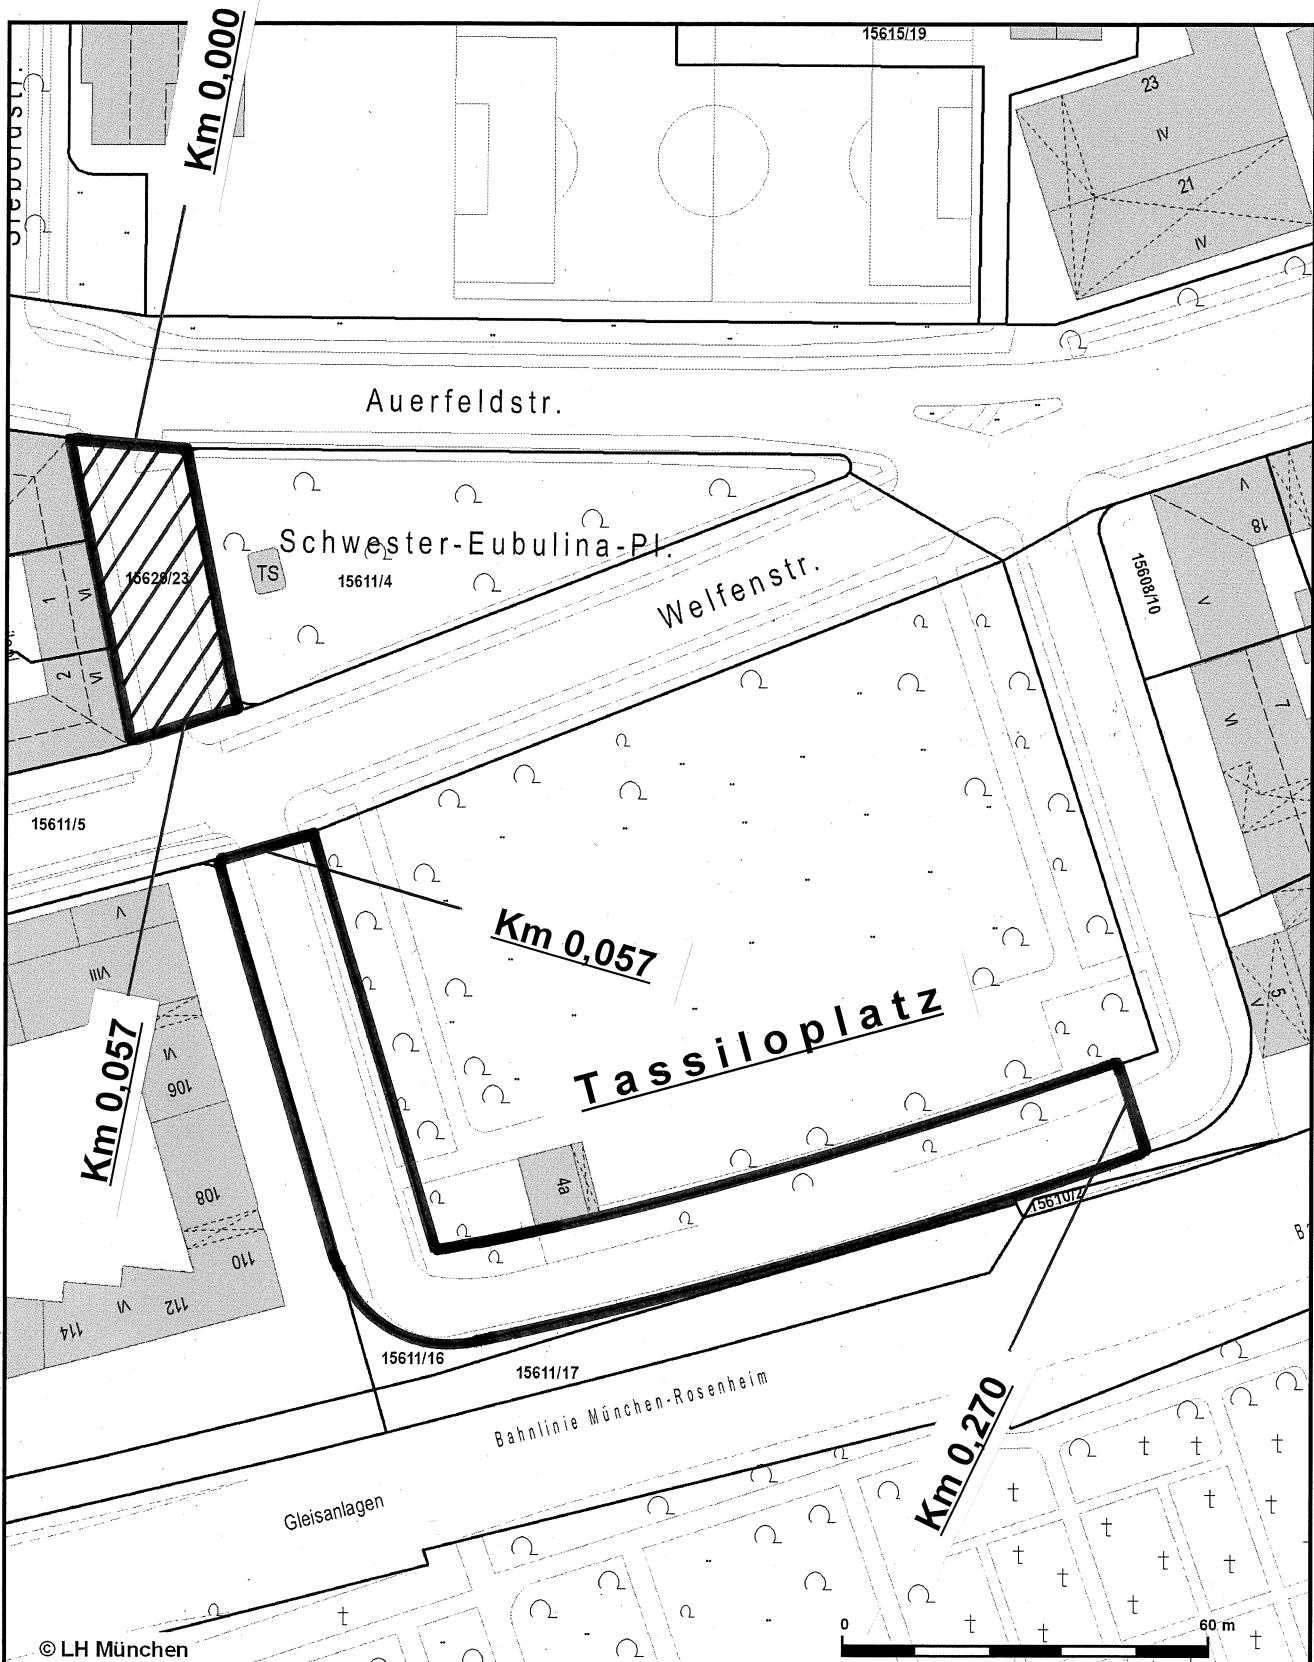 Km 0,000
15615/19
23
IV
21
IV
Auerfeldstr.
Schwester-Eubulina-Pl.
TS
15611/4
15629/23
Welfenstr.
V
18
15608/10
V
1
VI
2
VI
7
VI
15611/5
V
VIII
Km 0,057
Km 0,057
Tassiloplatz
5
V
VI
106
108
110
112
VI
114
4a
15610/2
15611/16
15611/17
Bahnlinie München-Rosenheim
Gleisanlagen
Km 0,270
0
60 m
© LH München